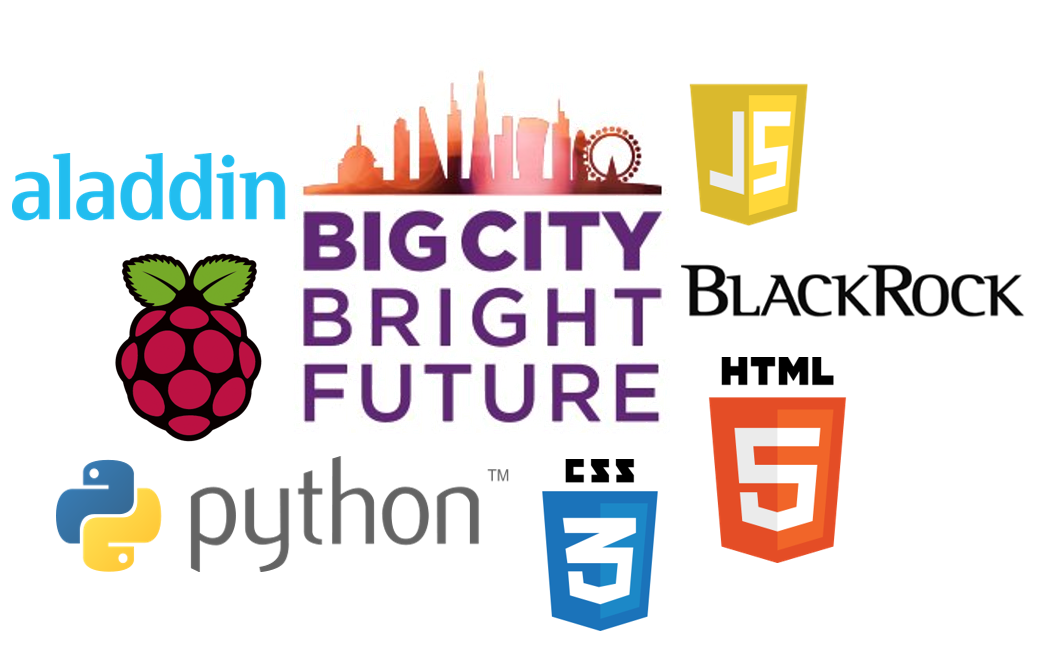 aladdin
BIG CITY
BRIGHT
FUTURE
JS
BLACKROCK
HTML
5
python™
CSS
3